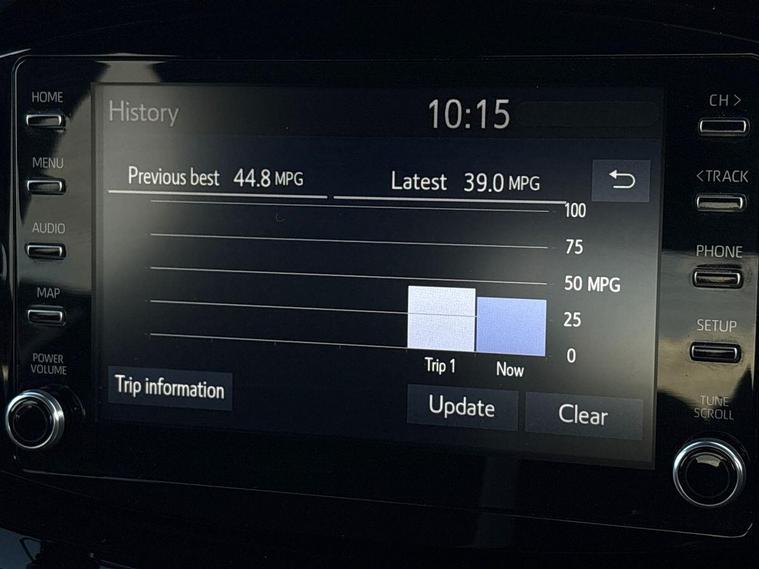 HOME
MENU
AUDIO
MAP
POWER
VOLUME
History
10:15
Previous best 44.8 MPG
Latest 39.0 MPG
100
75
50 MPG
25
0
Trip 1
Now
Trip information
Update
Clear
CH >
< TRACK
PHONE
SETUP
TUNE
SCROLL